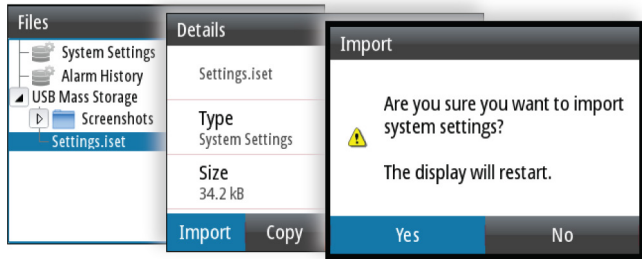 Files
System Settings
Alarm History
USB Mass Storage
Screenshots
Settings.iset
Details
Settings.iset
Type
System Settings
Size
34.2 kB
Import Copy
Import
Are you sure you want to import
system settings?
The display will restart.
Yes No